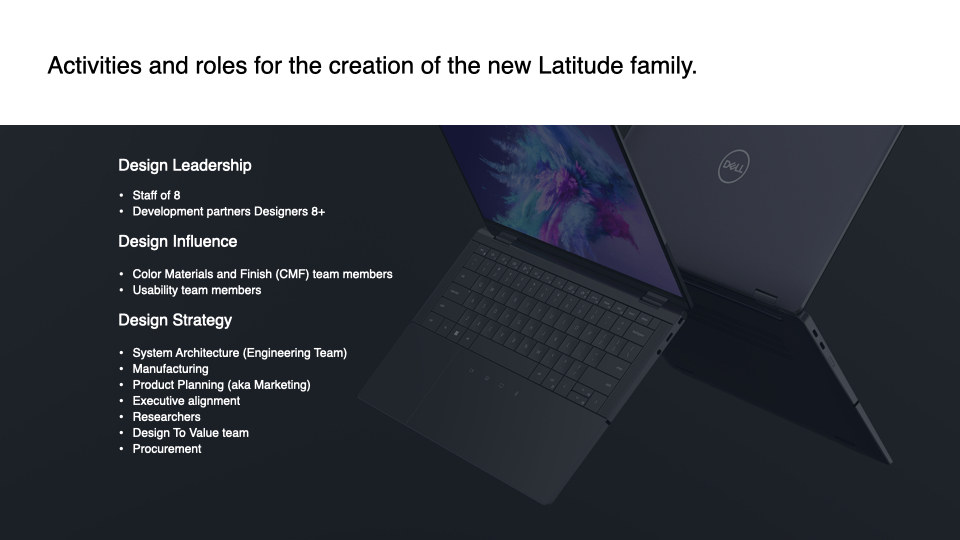 Activities and roles for the creation of the new Latitude family.
Design Leadership
• Staff of 8
• Development partners Designers 8+
Design Influence
• Color Materials and Finish (CMF) team members
• Usability team members
Design Strategy
• System Architecture (Engineering Team)
• Manufacturing
• Product Planning (aka Marketing)
• Executive alignment
• Researchers
• Design To Value team
• Procurement
DELL